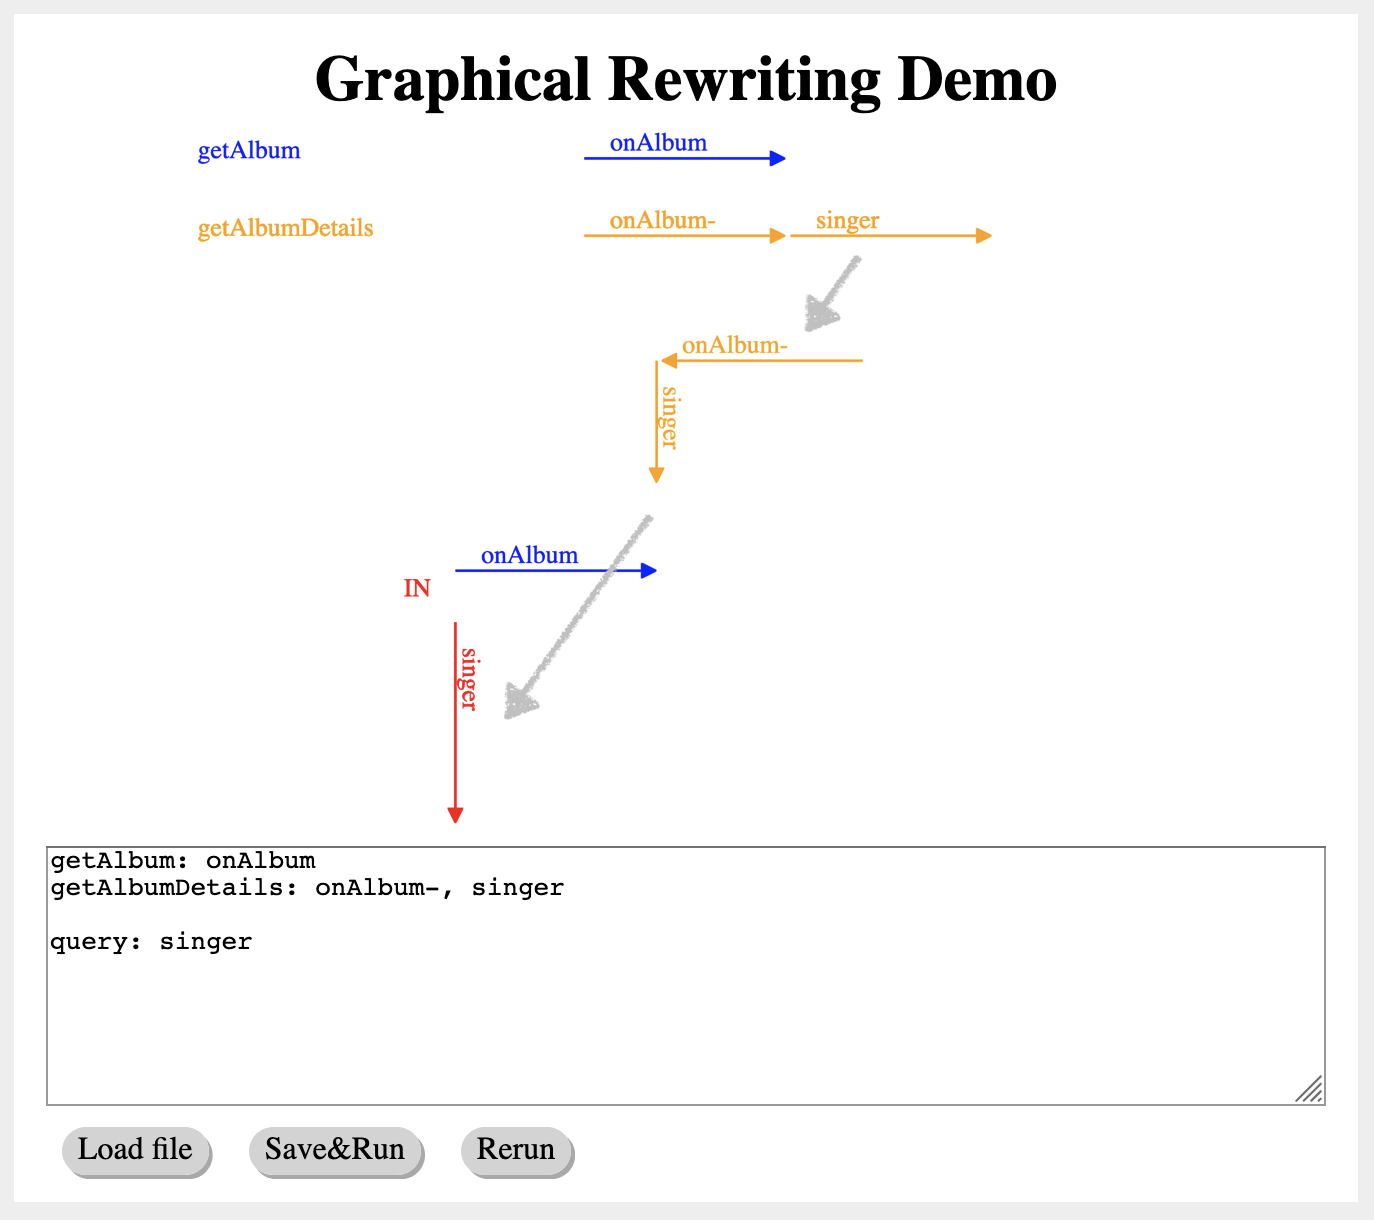 Graphical Rewriting Demo
getAlbum onAlbum
getAlbumDetails onAlbum- singer
onAlbum-
singer
onAlbum
IN
singer
getAlbum: onAlbum
getAlbumDetails: onAlbum-, singer
query: singer
Load file Save&Run Rerun